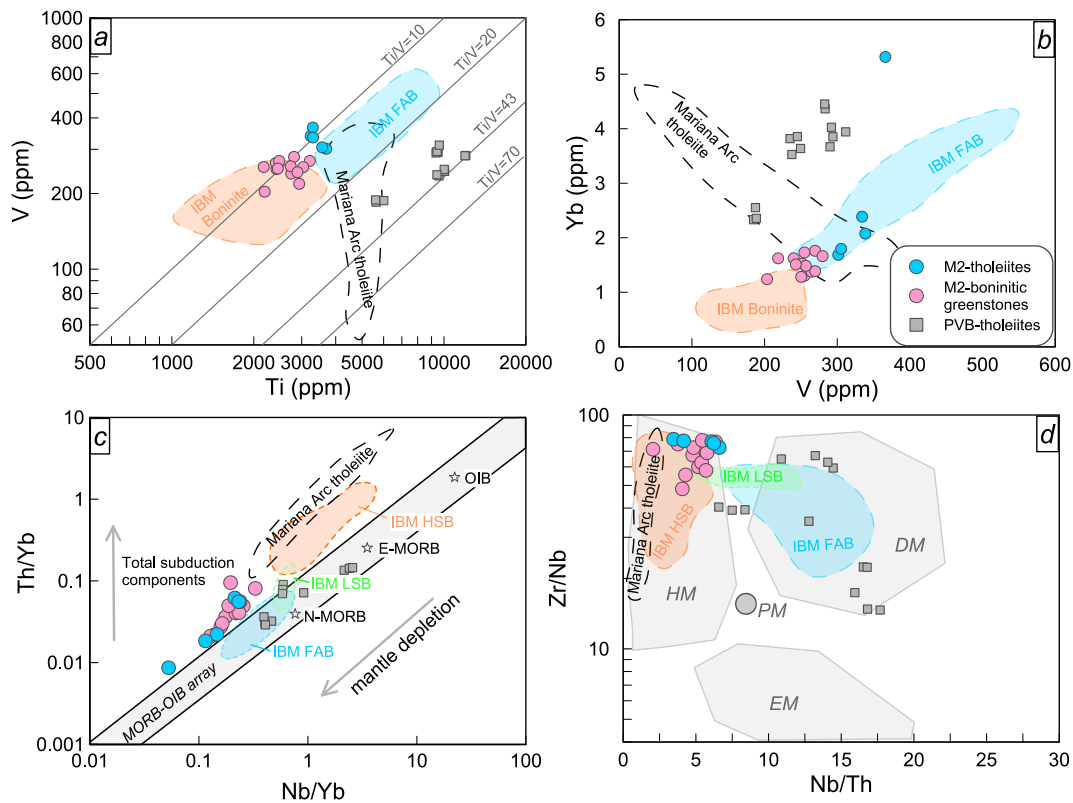 a
V (ppm)
1000
800
600
400
200
100
80
60
Ti/V=10
Ti/V=20
Ti/V=43
Ti/V=70
IBM FAB
IBM
Boninite
Mariana Arc tholeiite
500
1000
2000
5000
10000
20000
Ti (ppm)
b
Yb (ppm)
6
4
2
0
Mariana Arc
tholeiite
IBM FAB
IBM Boninite
M2-tholeiites
M2-boninitic
greenstones
PVB-tholeiites
0
100
200
300
400
500
600
V (ppm)
c
Th/Yb
10
1
0.1
0.01
0.001
Mariana Arc tholeiite
OIB
IBM HSB
E-MORB
Total subduction
components
IBM LSB
N-MORB
IBM FAB
mantle depletion
MORB-OIB array
0.01
0.1
1
10
100
Nb/Yb
d
Zr/Nb
100
10
Mariana Arc tholeiite
IBM HSB
IBM LSB
IBM FAB
DM
HM
PM
EM
0
5
10
15
20
25
30
Nb/Th